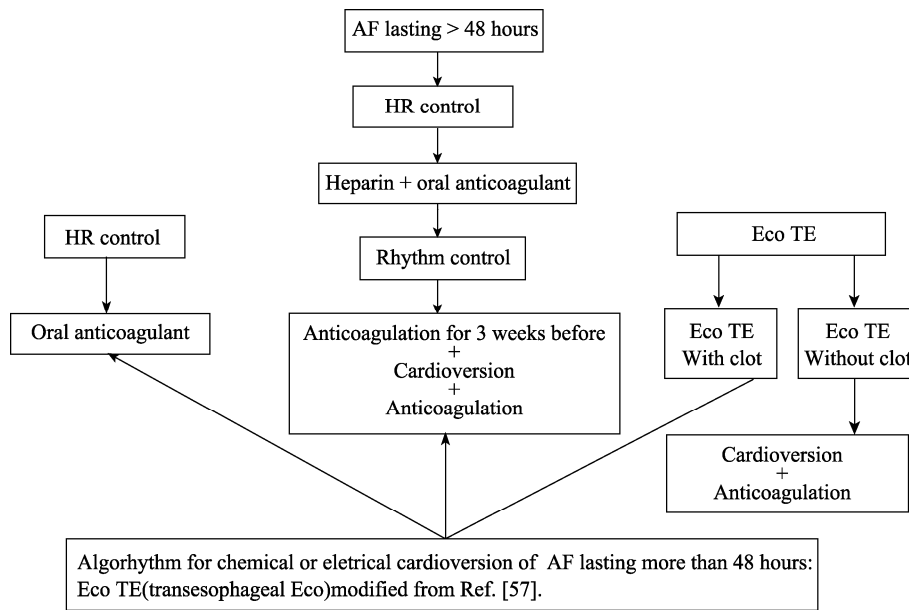 AF lasting > 48 hours
HR control
Heparin + oral anticoagulant
HR control
Rhythm control
Eco TE
Oral anticoagulant
Anticoagulation for 3 weeks before
+
Cardioversion
+
Anticoagulation
Eco TE
With clot
Eco TE
Without clot
Cardioversion
+
Anticoagulation
Algorhythm for chemical or eletrical cardioversion of AF lasting more than 48 hours:
Eco TE(transesophageal Eco)modified from Ref. [57].